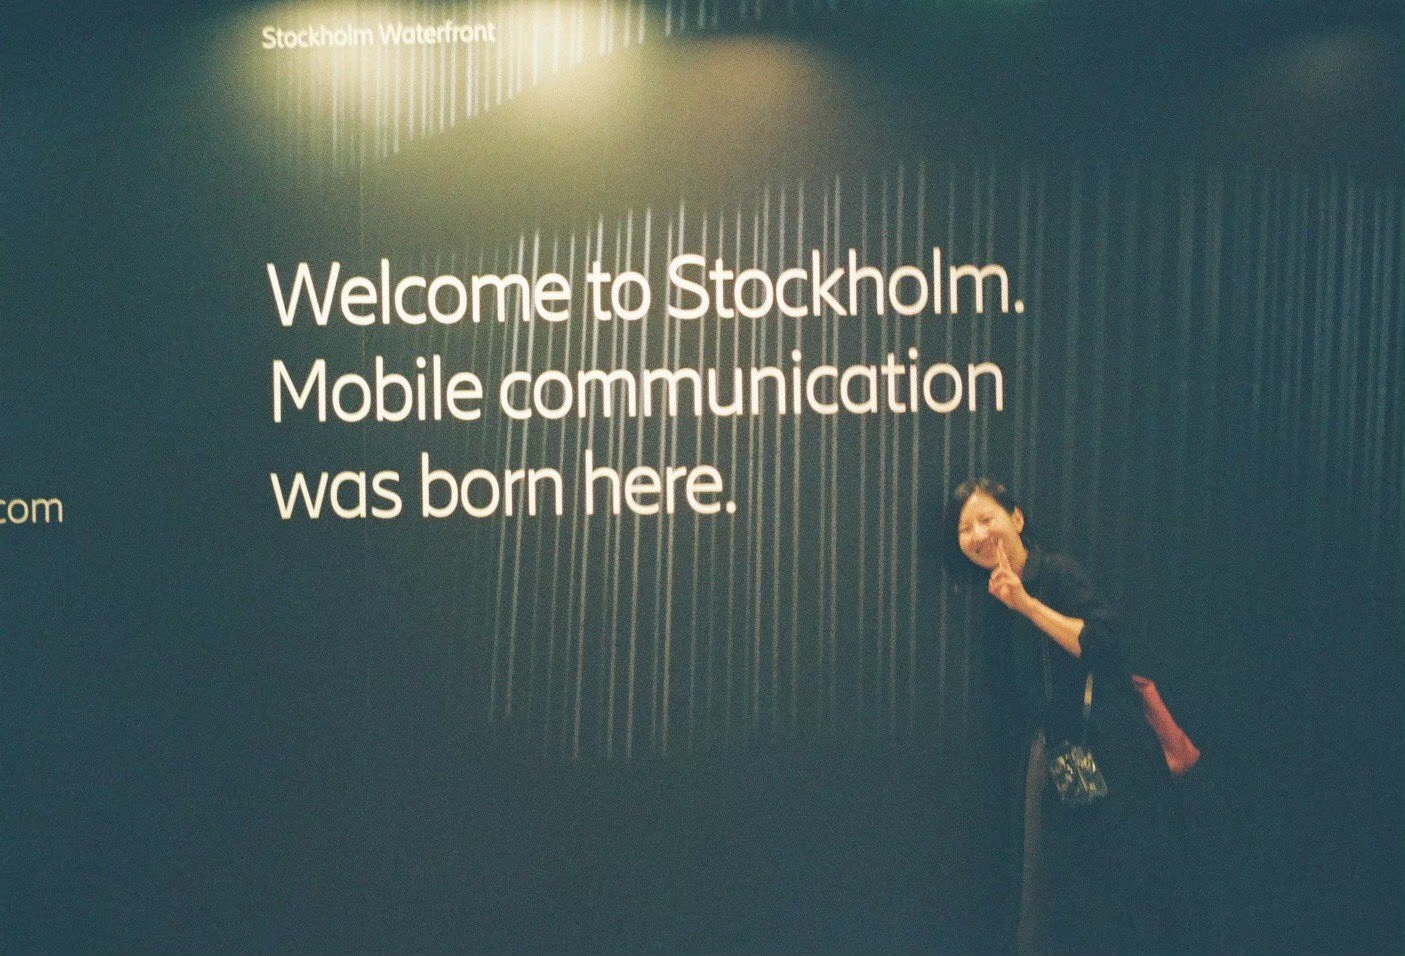 Stockholm Waterfront
Welcome to Stockholm.
Mobile communication
was born here.
com